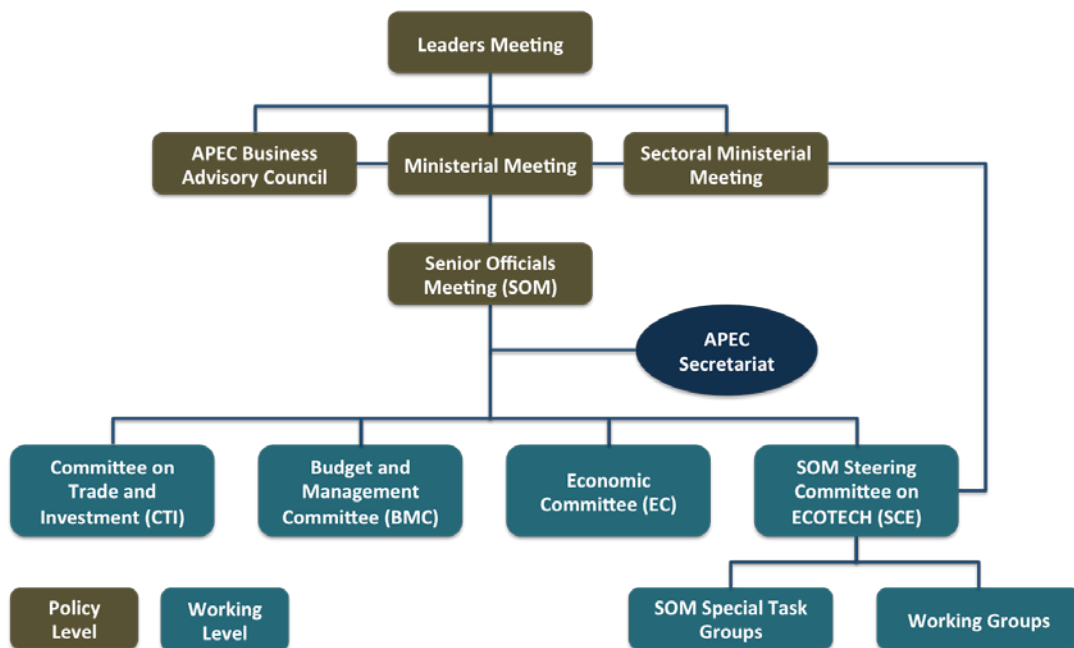 Leaders Meeting
APEC Business
Advisory Council
Ministerial Meeting
Sectoral Ministerial
Meeting
Senior Officials
Meeting (SOM)
APEC
Secretariat
Committee on
Trade and
Investment (CTI)
Budget and
Management
Committee (BMC)
Economic
Committee (EC)
SOM Steering
Committee on
ECOTECH (SCE)
Policy
Level
Working
Level
SOM Special Task
Groups
Working Groups